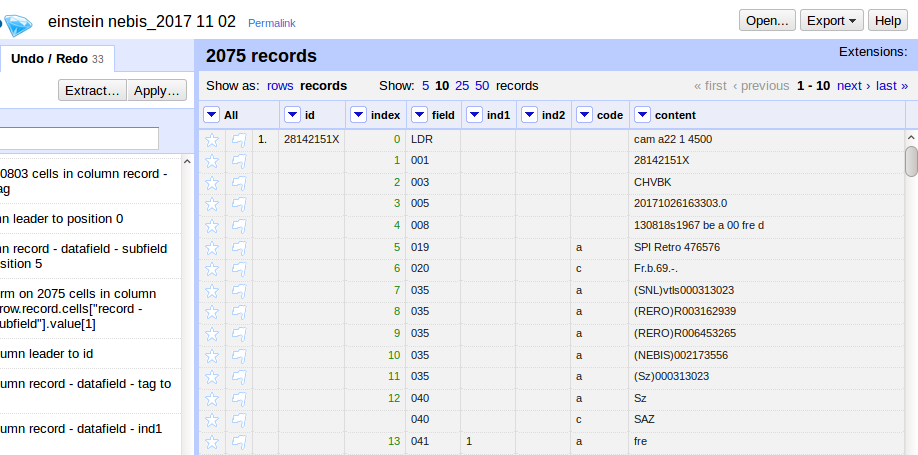 einstein nebis_2017 11 02 Permalink
Open... Export Help
Undo / Redo 33
Extract... Apply...
0803 cells in column record -
ag
n leader to position 0
n record - datafield - subfield
sition 5
rm on 2075 cells in column
row.record.cells["record -
ubfield"].value[1]
umn leader to id
umn record - datafield - tag to
umn record - datafield - ind1
2075 records
Extensions:
Show as: rows records Show: 5 10 25 50 records « first ‹ previous 1 - 10 next › last »
All id index field ind1 ind2 code content
1. 28142151X 0 LDR cam a22 1 4500
1 001 28142151X
2 003 CHVBK
3 005 20171026163303.0
4 008 130818s1967 be a 00 fre d
5 019 a SPI Retro 476576
6 020 c Fr.b.69.-.
7 035 a (SNL)vtls000313023
8 035 a (RERO)R003162939
9 035 a (RERO)R006453265
10 035 a (NEBIS)002173556
11 035 a (Sz)000313023
12 040 a Sz
040 c SAZ
13 041 1 a fre